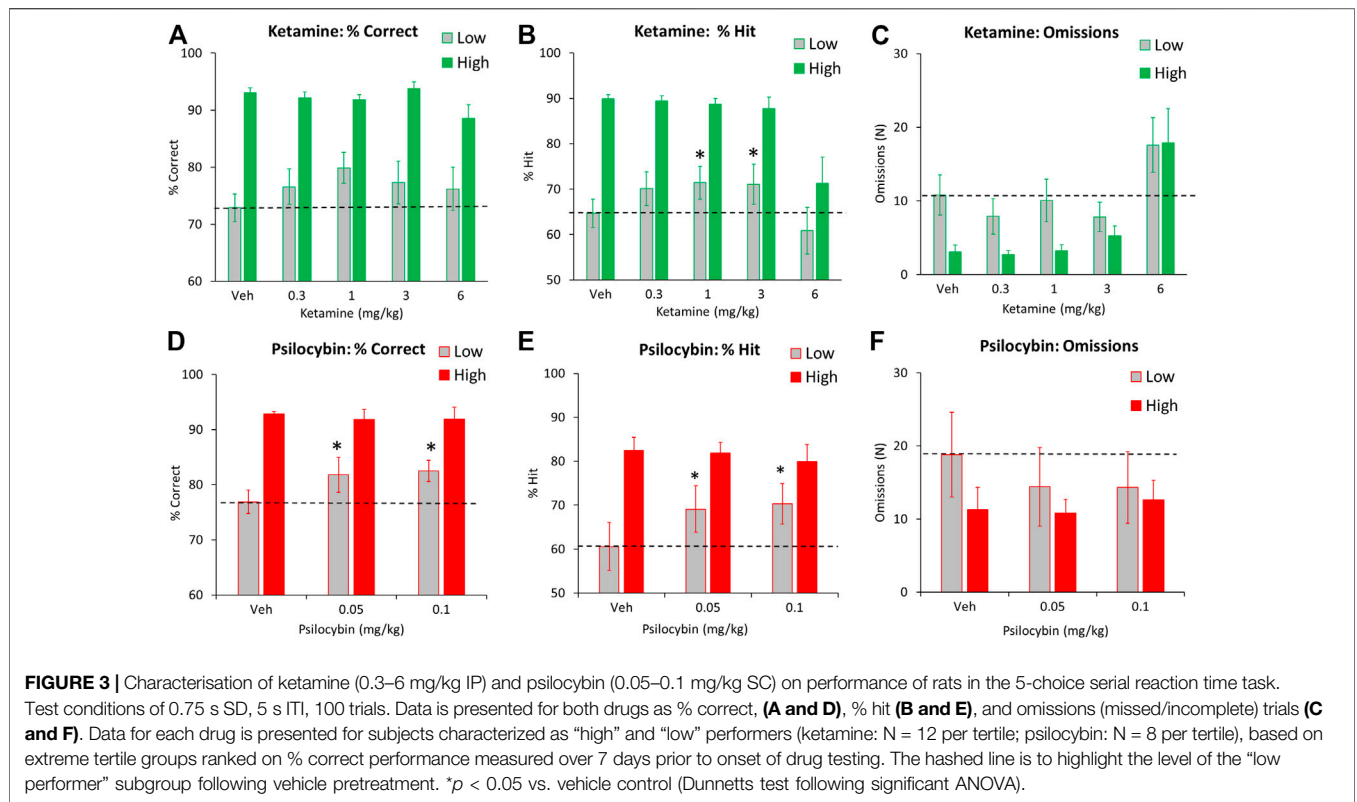 A
Ketamine: % Correct
Low
High
% Correct
100
90
80
70
60
Veh
0.3
1
3
6
Ketamine (mg/kg)
B
Ketamine: % Hit
Low
High
% Hit
100
90
80
70
60
50
*
*
Veh
0.3
1
3
6
Ketamine (mg/kg)
C
Ketamine: Omissions
Low
High
Omissions (N)
30
20
10
0
Veh
0.3
1
3
6
Ketamine (mg/kg)
D
Psilocybin: % Correct
Low
High
% Correct
100
90
80
70
60
*
*
Veh
0.05
0.1
Psilocybin (mg/kg)
E
Psilocybin: % Hit
Low
High
% Hit
100
90
80
70
60
50
*
*
Veh
0.05
0.1
Psilocybin (mg/kg)
F
Psilocybin: Omissions
Low
High
Omissions (N)
30
20
10
0
Veh
0.05
0.1
Psilocybin (mg/kg)
FIGURE 3 | Characterisation of ketamine (0.3–6 mg/kg IP) and psilocybin (0.05–0.1 mg/kg SC) on performance of rats in the 5-choice serial reaction time task.
Test conditions of 0.75 s SD, 5 s ITI, 100 trials. Data is presented for both drugs as % correct, (A and D), % hit (B and E), and omissions (missed/incomplete) trials (C
and F). Data for each drug is presented for subjects characterized as “high” and “low” performers (ketamine: N = 12 per tertile; psilocybin: N = 8 per tertile), based on
extreme tertile groups ranked on % correct performance measured over 7 days prior to onset of drug testing. The hashed line is to highlight the level of the “low
performer” subgroup following vehicle pretreatment. *p < 0.05 vs. vehicle control (Dunnetts test following significant ANOVA).